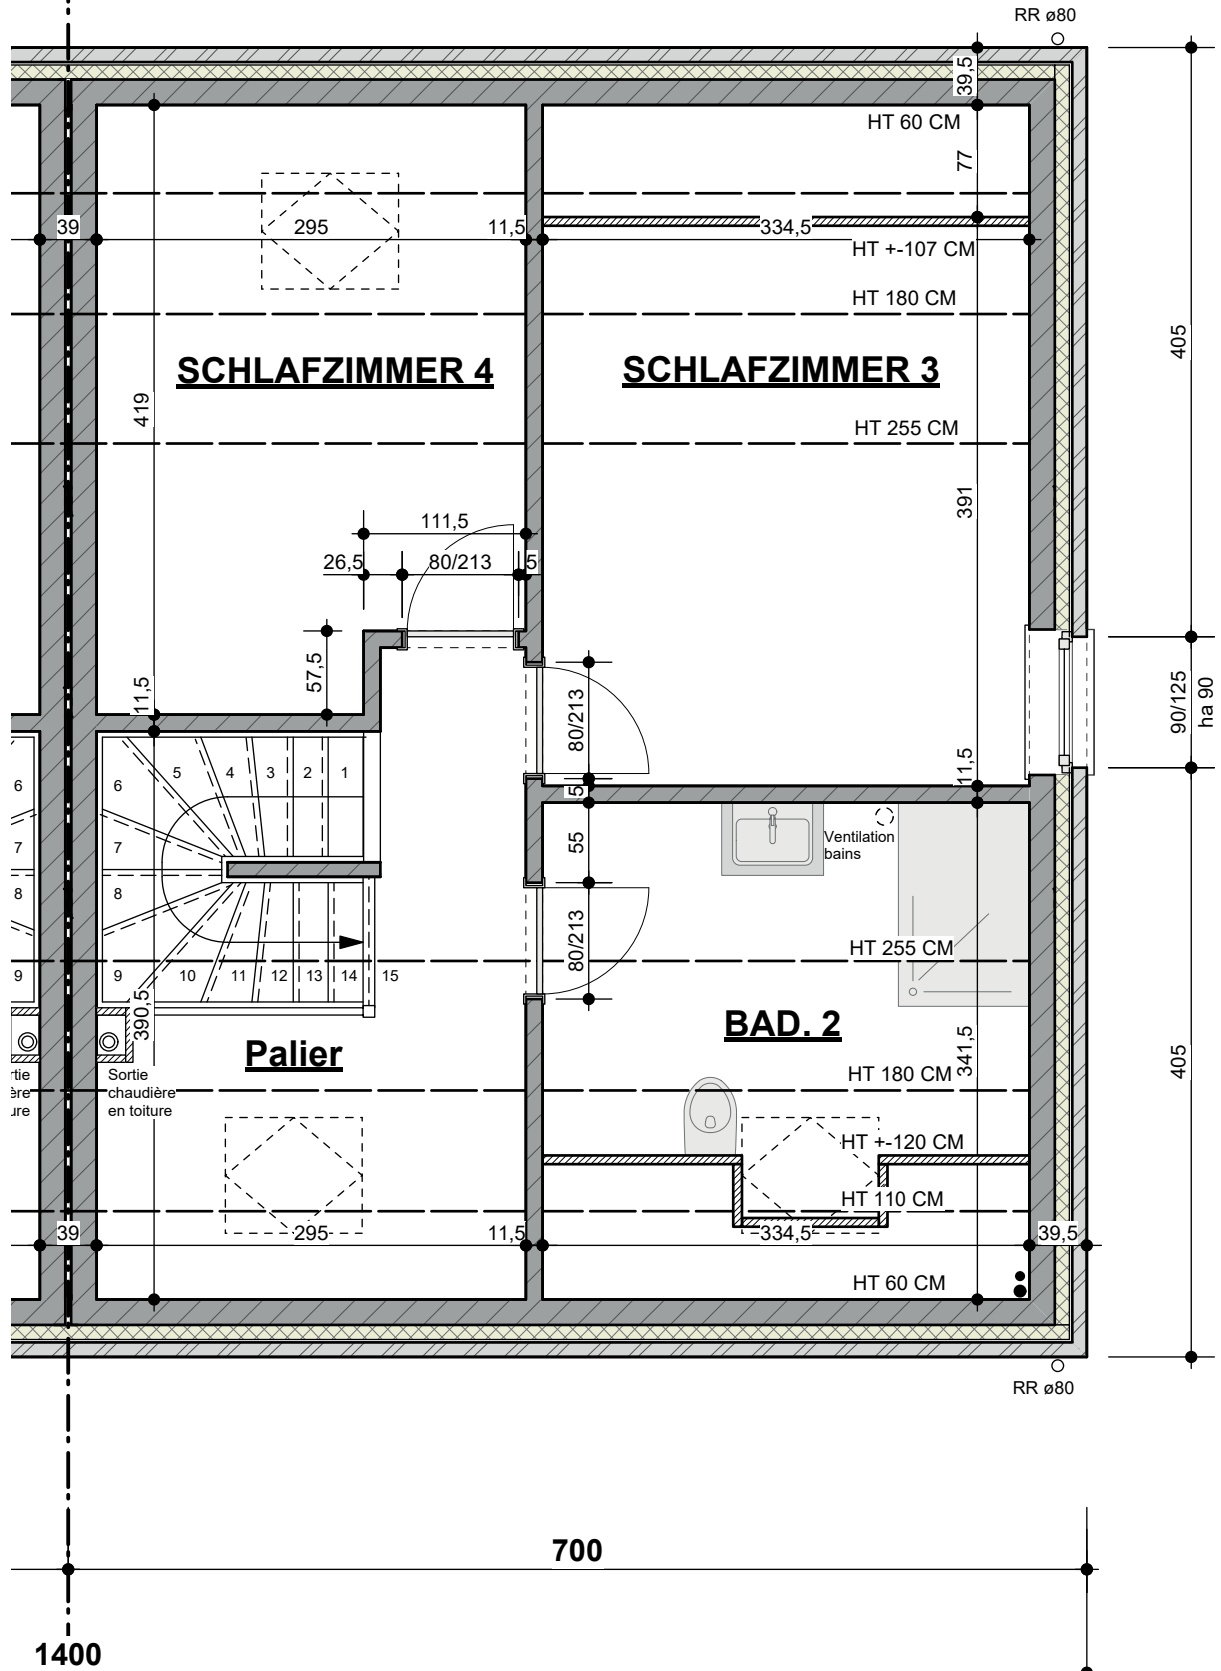 RR ø80
39,5
HT 60 CM
77
39
295
11,5
334,5
HT +-107 CM
HT 180 CM
405
SCHLAFZIMMER 4
SCHLAFZIMMER 3
419
HT 255 CM
391
111,5
26,5
80/213
5
57,5
11,5
80/213
90/125
ha 90
11,5
5
6
6
5
4
3
2
1
7
7
8
8
9
9
10
11
12
13
14
15
55
Ventilation
bains
80/213
HT 255 CM
390,5
BAD. 2
341,5
Palier
405
rtie
ère
ure
Sortie
chaudière
en toiture
HT 180 CM
HT +-120 CM
HT 110 CM
39
295
11,5
334,5
39,5
HT 60 CM
RR ø80
700
1400